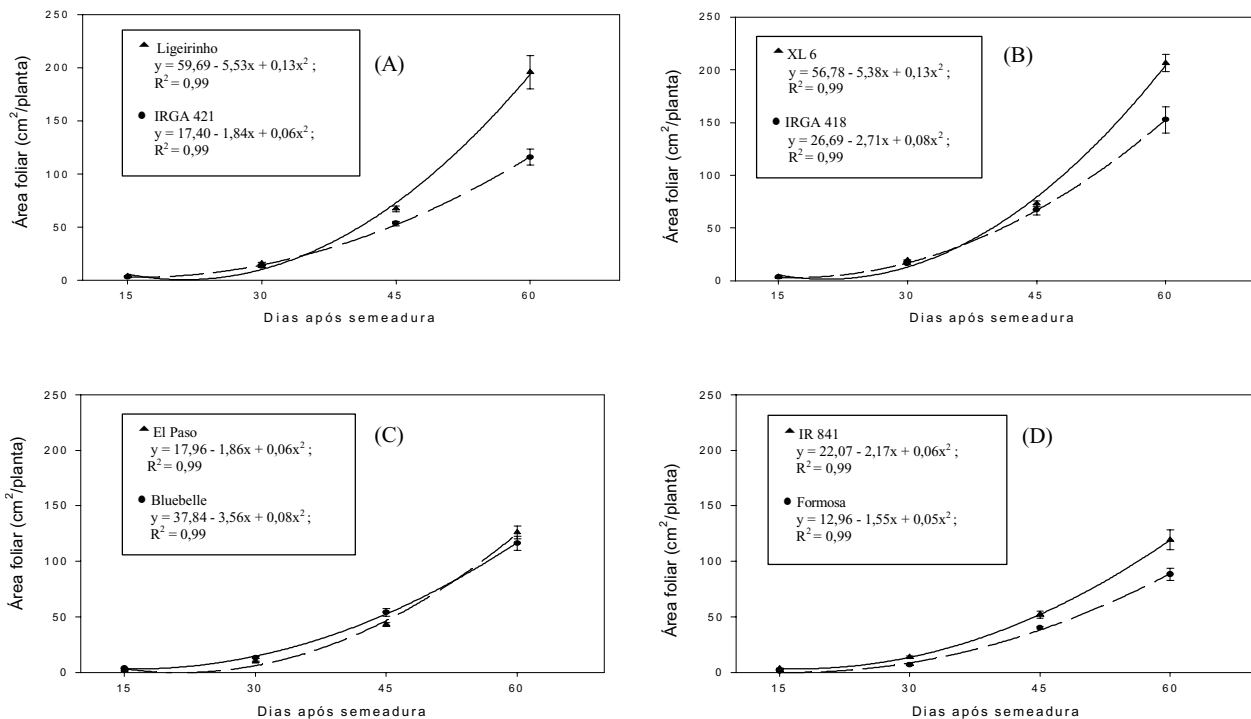 250
200
150
100
50
0
Área foliar (cm²/planta)
Ligeirinho
y = 59,69 - 5,53x + 0,13x² ;
R² = 0,99
IRGA 421
y = 17,40 - 1,84x + 0,06x² ;
R² = 0,99
(A)
15 30 45 60
Dias após semeadura
250
200
150
100
50
0
Área foliar (cm²/planta)
XL 6
y = 56,78 - 5,38x + 0,13x² ;
R² = 0,99
IRGA 418
y = 26,69 - 2,71x + 0,08x² ;
R² = 0,99
(B)
15 30 45 60
Dias após semeadura
250
200
150
100
50
0
Área foliar (cm²/planta)
El Paso
y = 17,96 - 1,86x + 0,06x² ;
R² = 0,99
Bluebelle
y = 37,84 - 3,56x + 0,08x² ;
R² = 0,99
(C)
15 30 45 60
Dias após semeadura
250
200
150
100
50
0
Área foliar (cm²/planta)
IR 841
y = 22,07 - 2,17x + 0,06x² ;
R² = 0,99
Formosa
y = 12,96 - 1,55x + 0,05x² ;
R² = 0,99
(D)
15 30 45 60
Dias após semeadura